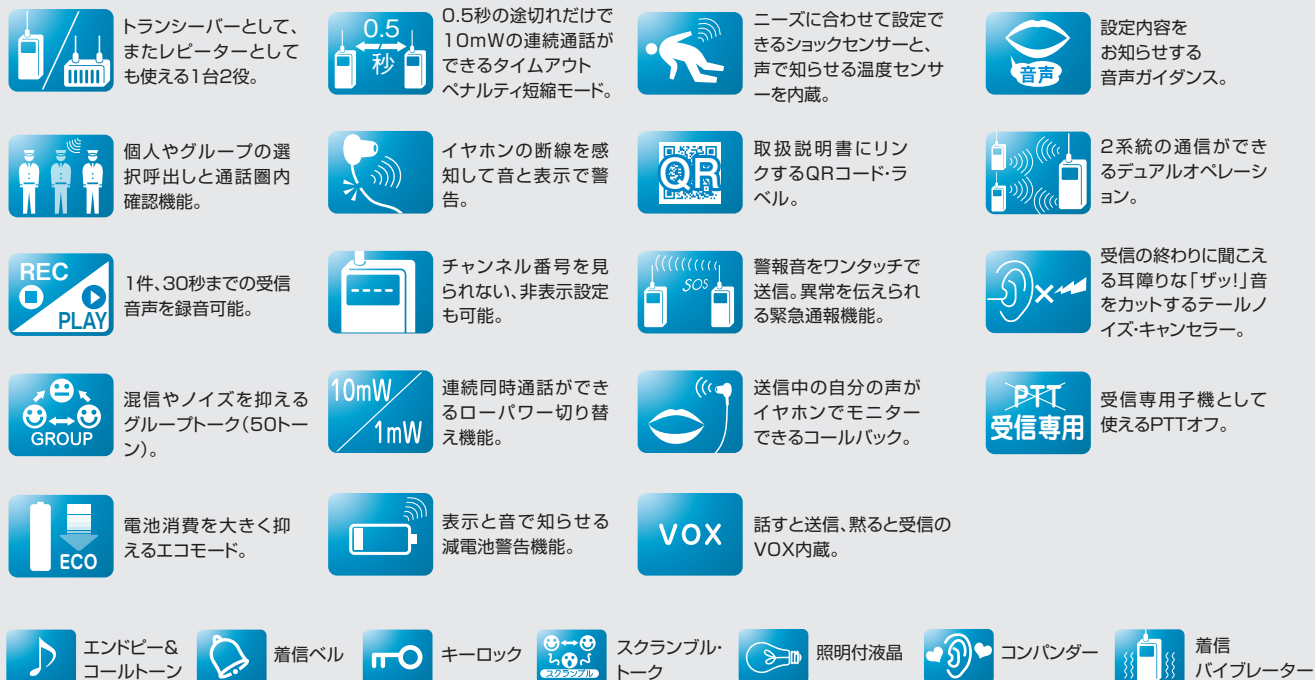 トランシーバーとして、
またレピーターとして
も使える1台2役。
0.5
秒
0.5秒の途切れだけで
10mWの連続通話が
できるタイムアウト
ペナルティ短縮モード。
ニーズに合わせて設定で
きるショックセンサーと、
声で知らせる温度センサ
ーを内蔵。
音声
設定内容を
お知らせする
音声ガイダンス。
個人やグループの選
択呼出しと通話圏内
確認機能。
イヤホンの断線を感
知して音と表示で警
告。
QR
取扱説明書にリン
クするQRコード・ラ
ベル。
2系統の通信ができ
るデュアルオペレーシ
ョン。
REC
PLAY
1件、30秒までの受信
音声を録音可能。
チャンネル番号を見
られない、非表示設定
も可能。
SOS
警報音をワンタッチで
送信。異常を伝えられ
る緊急通報機能。
受信の終わりに聞こえ
る耳障りな「ザッ!」音
をカットするテールノ
イズ・キャンセラー。
GROUP
混信やノイズを抑える
グループトーク(50トー
ン)。
10mW
1mW
連続同時通話ができ
るローパワー切り替
え機能。
送信中の自分の声が
イヤホンでモニター
できるコールバック。
PTT
受信専用
受信専用子機として
使えるPTTオフ。
ECO
電池消費を大きく抑
えるエコモード。
表示と音で知らせる
減電池警告機能。
VOX
話すと送信、黙ると受信の
VOX内蔵。
エンドピー&
コールトーン
着信ベル
キーロック
スクランブル
スクランブル・
トーク
照明付液晶
コンパンダー
着信
バイブレーター